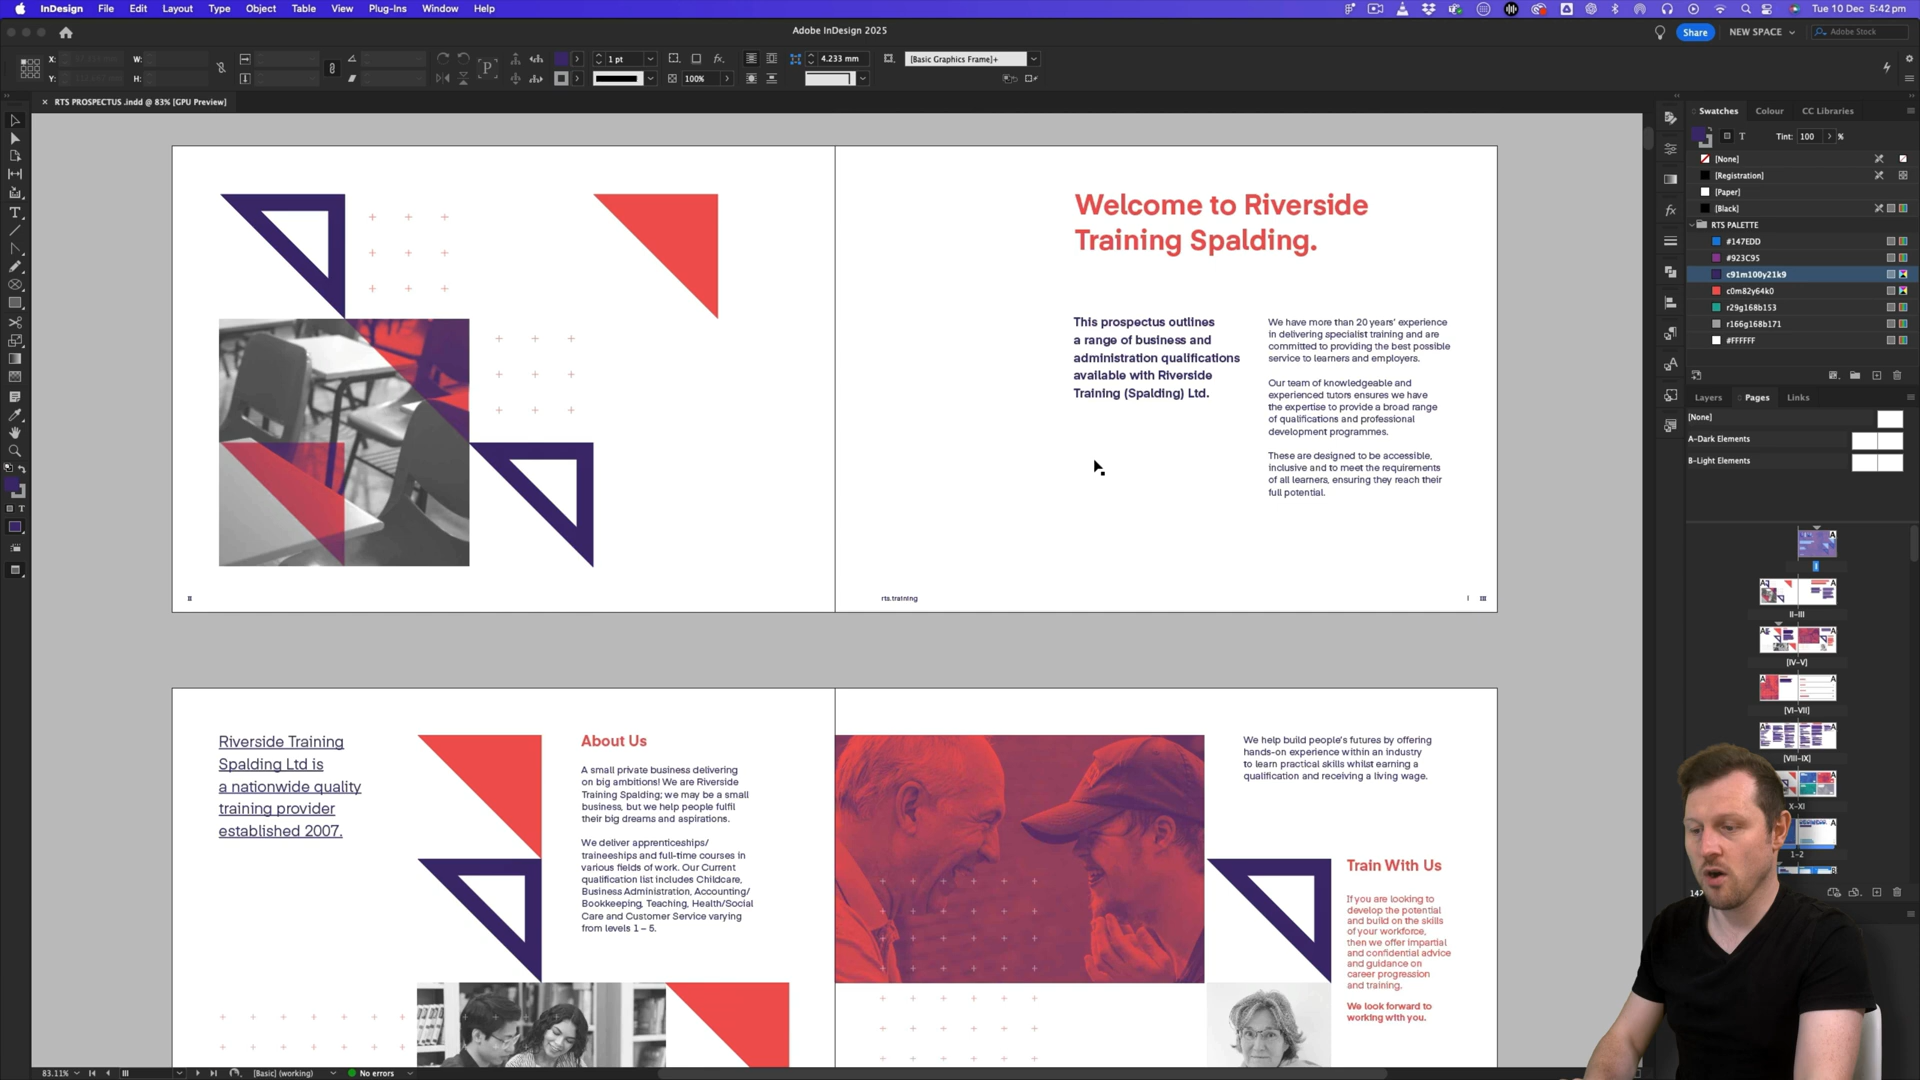 InDesign File Edit Layout Type Object Table View Plug-Ins Window Help
Tue 10 Dec 5:42pm
Adobe InDesign 2025
Share
NEW SPACE
Adobe Stock
X:
Y:
W:
H:
1 pt
100%
4.233 mm
[Basic Graphics Frame]+
RTS PROSPECTUS .indd @ 83% [GPU Preview]
Welcome to Riverside
Training Spalding.
This prospectus outlines
a range of business and
administration qualifications
available with Riverside
Training (Spalding) Ltd.
We have more than 20 years' experience
in delivering specialist training and are
committed to providing the best possible
service to learners and employers.
Our team of knowledgeable and
experienced tutors ensures we have
the expertise to provide a broad range
of qualifications and professional
development programmes.
These are designed to be accessible,
inclusive and to meet the requirements
of all learners, ensuring they reach their
full potential.
II
rts.training
| III
Riverside Training
Spalding Ltd is
a nationwide quality
training provider
established 2007.
About Us
A small private business delivering
on big ambitions! We are Riverside
Training Spalding; we may be a small
business, but we help people fulfil
their big dreams and aspirations.
We deliver apprenticeships/
traineeships and full-time courses in
various fields of work. Our Current
qualification list includes Childcare,
Business Administration, Accounting/
Bookkeeping, Teaching, Health/Social
Care and Customer Service varying
from levels 1 – 5.
We help build people's futures by offering
hands-on experience within an industry
to learn practical skills whilst earning a
qualification and receiving a living wage.
Train With Us
If you are looking to
develop the potential
and build on the skills
of your workforce,
then we offer impartial
and confidential advice
and guidance on
career progression
and training.
We look forward to
working with you.
Swatches Colour CC Libraries
T Tint: 100 %
[None]
[Registration]
[Paper]
[Black]
RTS PALETTE
#147EDD
#923C95
c91m100y21k9
c0m82y64k0
r29g168b153
r166g168b171
#FFFFFF
Layers Pages Links
[None]
A-Dark Elements
B-Light Elements
I
II-III
[IV-V]
[VI-VII]
[VIII-IX]
X-XI
1-2
83.11%
III
[Basic] (working)
No errors